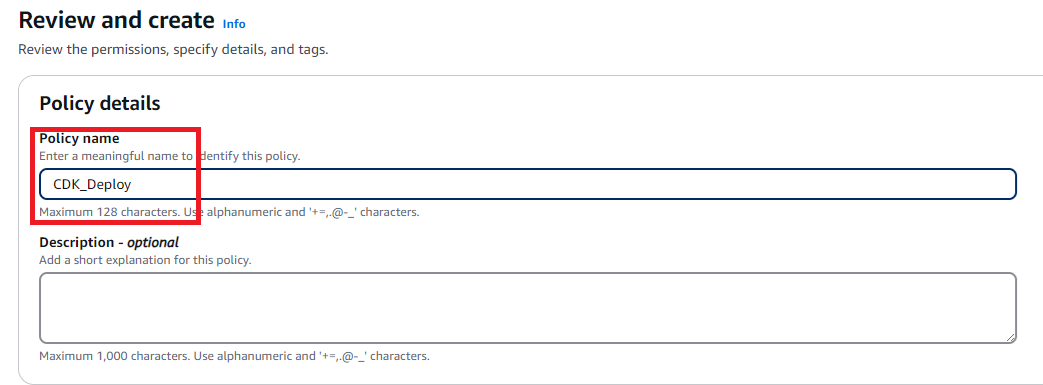 Review and create Info
Review the permissions, specify details, and tags.
Policy details
Policy name
Enter a meaningful name to identify this policy.
CDK_Deploy
Maximum 128 characters. Use alphanumeric and '+=,.@-_' characters.
Description - optional
Add a short explanation for this policy.
Maximum 1,000 characters. Use alphanumeric and '+=,.@-_' characters.